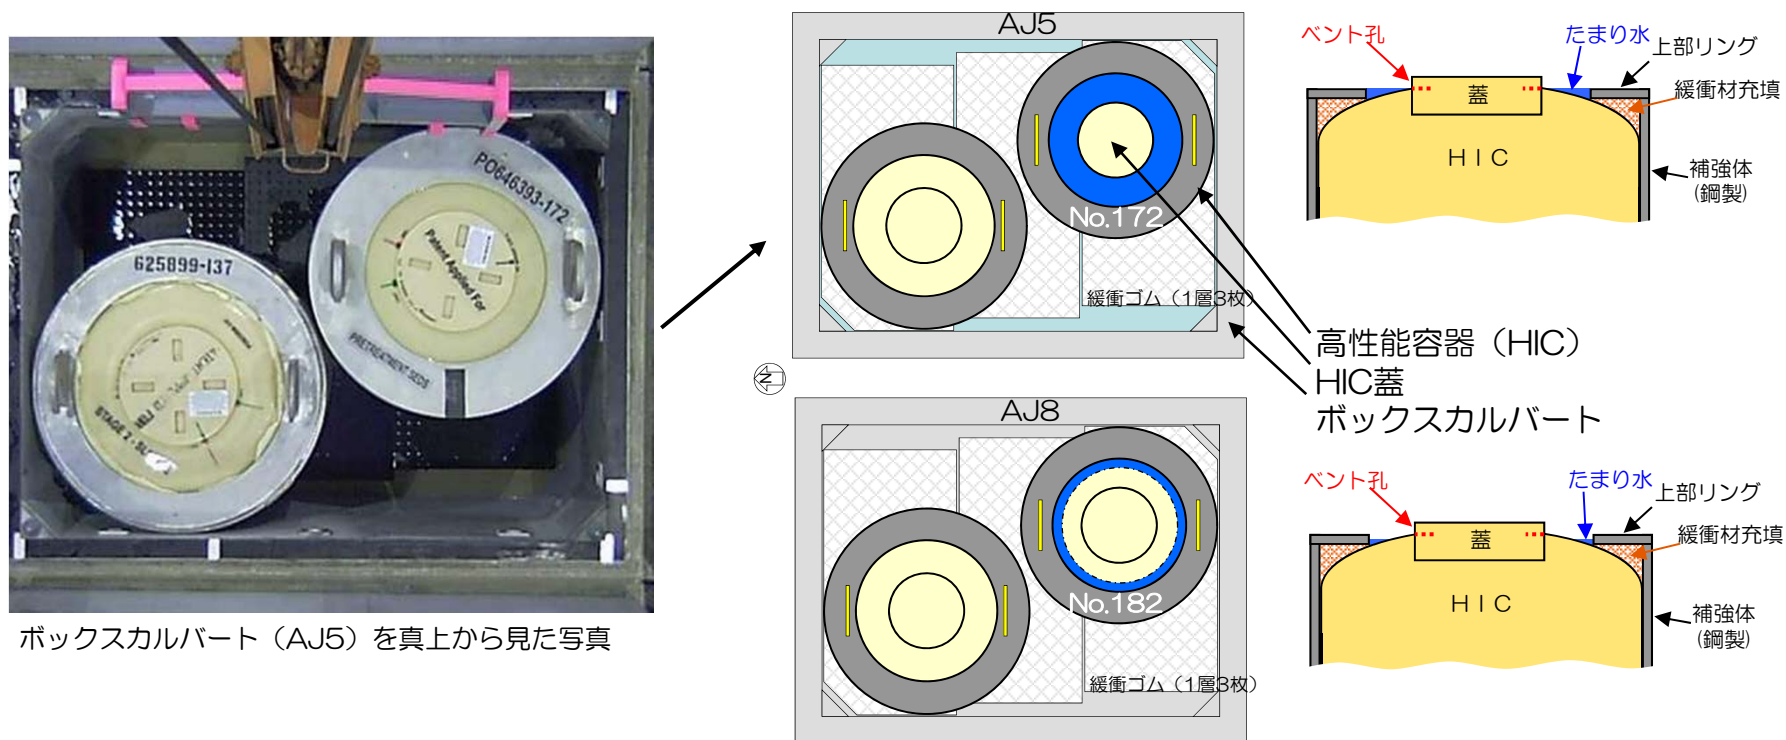 625899-137
PO646393-172
Patent Applied For
PRETREATMENT SEDS
ボックスカルバート（AJ5）を真上から見た写真
AJ5
No.172
緩衝ゴム（1層3枚）
N
高性能容器（HIC）
HIC蓋
ボックスカルバート
AJ8
No.182
緩衝ゴム（1層3枚）
ベント孔
たまり水
上部リング
緩衝材充填
蓋
ＨＩＣ
補強体
(鋼製)
ベント孔
たまり水
上部リング
緩衝材充填
蓋
ＨＩＣ
補強体
(鋼製)